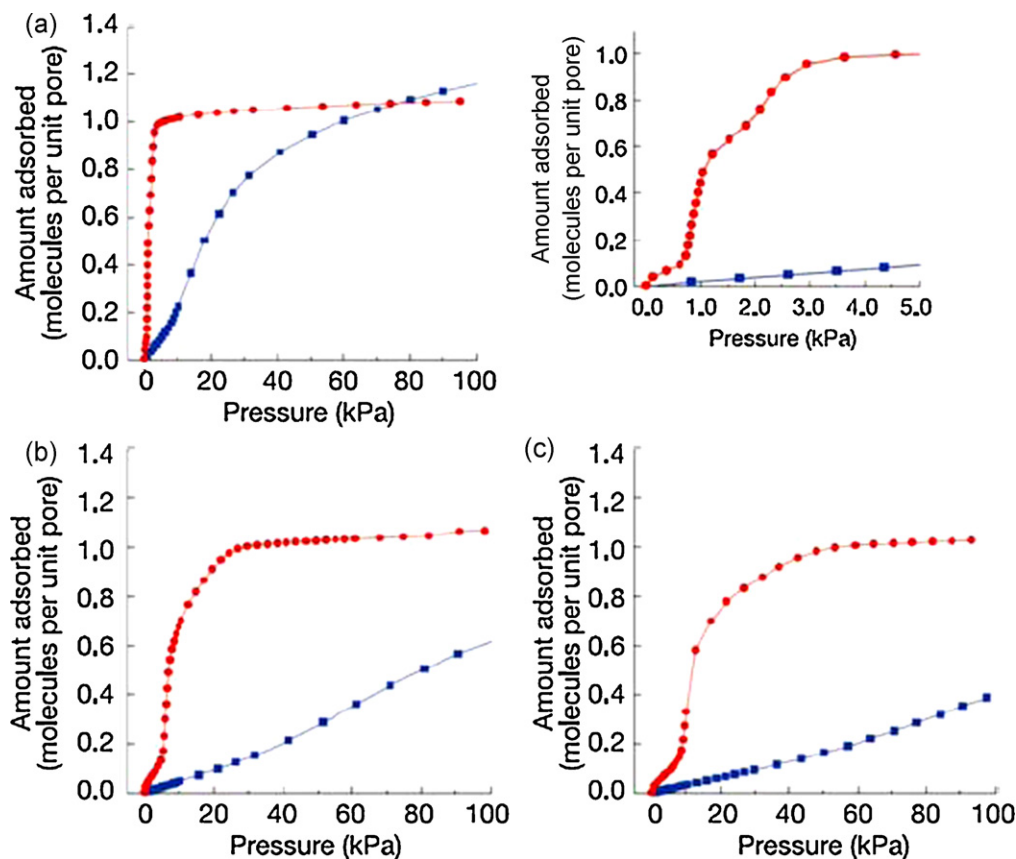 (a)
Amount adsorbed
(molecules per unit pore)
1.4
1.2
1.0
0.8
0.6
0.4
0.2
0.0
0 20 40 60 80 100
Pressure (kPa)
Amount adsorbed
(molecules per unit pore)
1.0
0.8
0.6
0.4
0.2
0.0
0.0 1.0 2.0 3.0 4.0 5.0
Pressure (kPa)
(b)
Amount adsorbed
(molecules per unit pore)
1.4
1.2
1.0
0.8
0.6
0.4
0.2
0.0
0 20 40 60 80 100
Pressure (kPa)
(c)
Amount adsorbed
(molecules per unit pore)
1.4
1.2
1.0
0.8
0.6
0.4
0.2
0.0
0 20 40 60 80 100
Pressure (kPa)